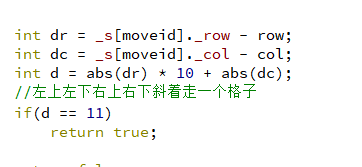 int dr = _s[moveid]._row - row;
int dc = _s[moveid]._col - col;
int d = abs(dr) * 10 + abs(dc);
//左上左下右上右下斜着走一个格子
if(d == 11)
    return true;